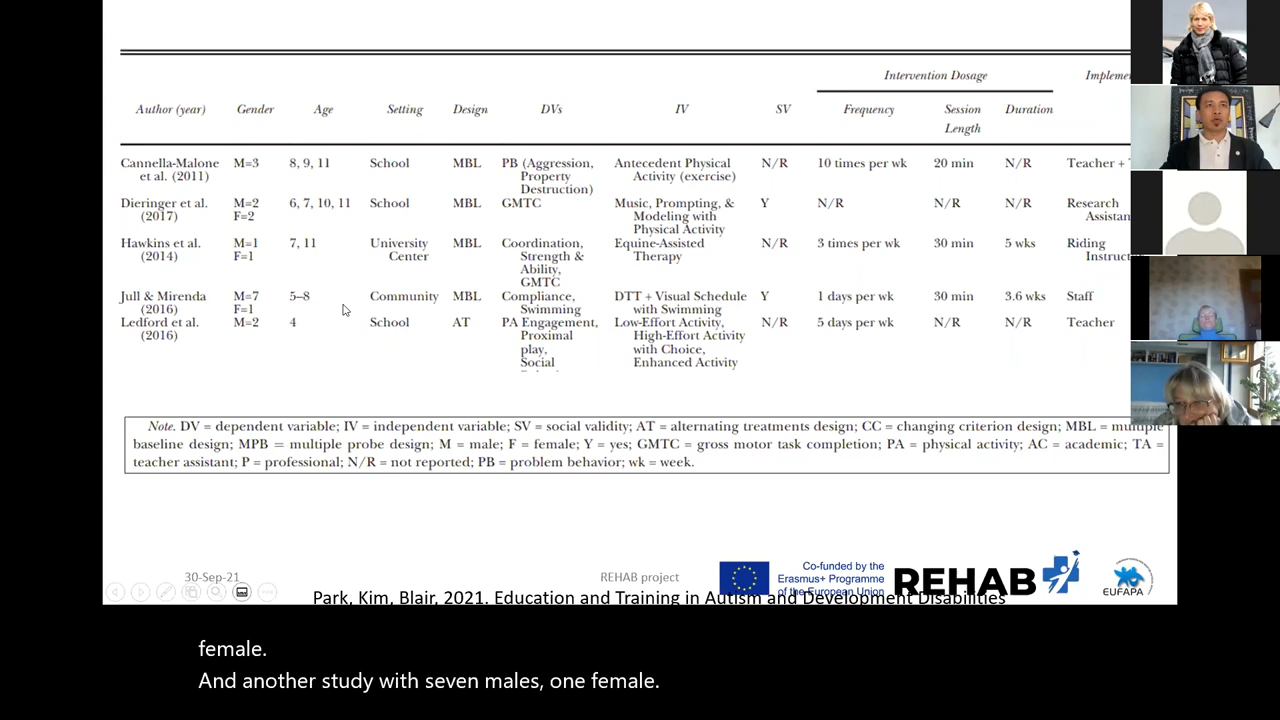 Intervention Dosage
Author (year) Gender Age Setting Design DVs IV SV Frequency Session Length Duration
Cannella-Malone et al. (2011) M=3 8, 9, 11 School MBL PB (Aggression, Property Destruction) Antecedent Physical Activity (exercise) N/R 10 times per wk 20 min N/R Teacher +
Dieringer et al. (2017) M=2 F=2 6, 7, 10, 11 School MBL GMTC Music, Prompting, & Modeling with Physical Activity Y N/R N/R N/R Research
Hawkins et al. (2014) M=1 F=1 7, 11 University Center MBL Coordination, Strength & Ability, GMTC Equine-Assisted Therapy N/R 3 times per wk 30 min 5 wks Riding
Jull & Mirenda (2016) M=7 F=1 5–8 Community MBL Compliance, Swimming DTT + Visual Schedule with Swimming Y 1 days per wk 30 min 3.6 wks Staff
Ledford et al. (2016) M=2 4 School AT PA Engagement, Proximal play, Social Low-Effort Activity, High-Effort Activity with Choice, Enhanced Activity N/R 5 days per wk N/R N/R Teacher
Note. DV = dependent variable; IV = independent variable; SV = social validity; AT = alternating treatments design; CC = changing criterion design; MBL = multiple
baseline design; MPB = multiple probe design; M = male; F = female; Y = yes; GMTC = gross motor task completion; PA = physical activity; AC = academic; TA =
teacher assistant; P = professional; N/R = not reported; PB = problem behavior; wk = week.
30-Sep-21
REHAB project
Co-funded by the
Erasmus+ Programme
of the European Union
REHAB
EUFAPA
Park, Kim, Blair, 2021. Education and Training in Autism and Development Disabilities
female.
And another study with seven males, one female.